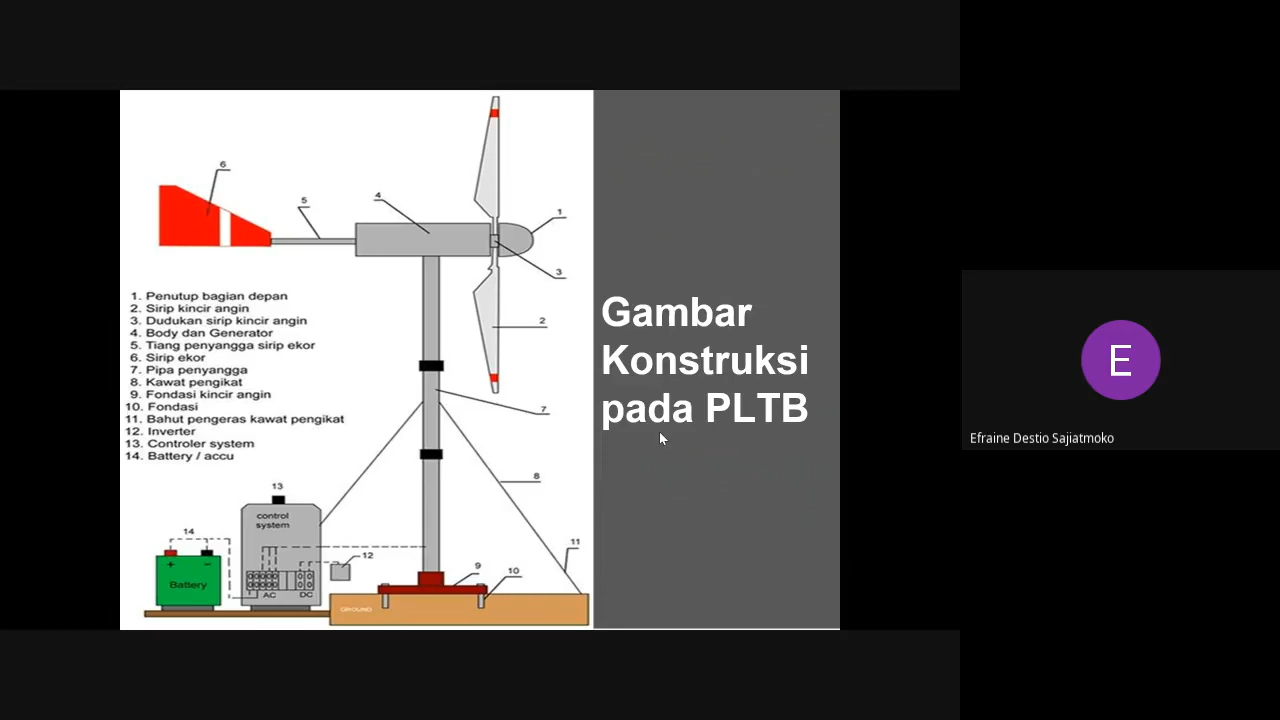 6
5
4
1
3
1. Penutup bagian depan
2. Sirip kincir angin
3. Dudukan sirip kincir angin
4. Body dan Generator
5. Tiang penyangga sirip ekor
6. Sirip ekor
7. Pipa penyangga
8. Kawat pengikat
9. Fondasi kincir angin
10. Fondasi
11. Bahut pengeras kawat pengikat
12. Inverter
13. Controler system
14. Battery / accu
2
7
8
13
control
system
14
12
11
9
10
+ −
Battery
AC DC
GROUND
Gambar
Konstruksi
pada PLTB
E
Efraine Destio Sajiatmoko